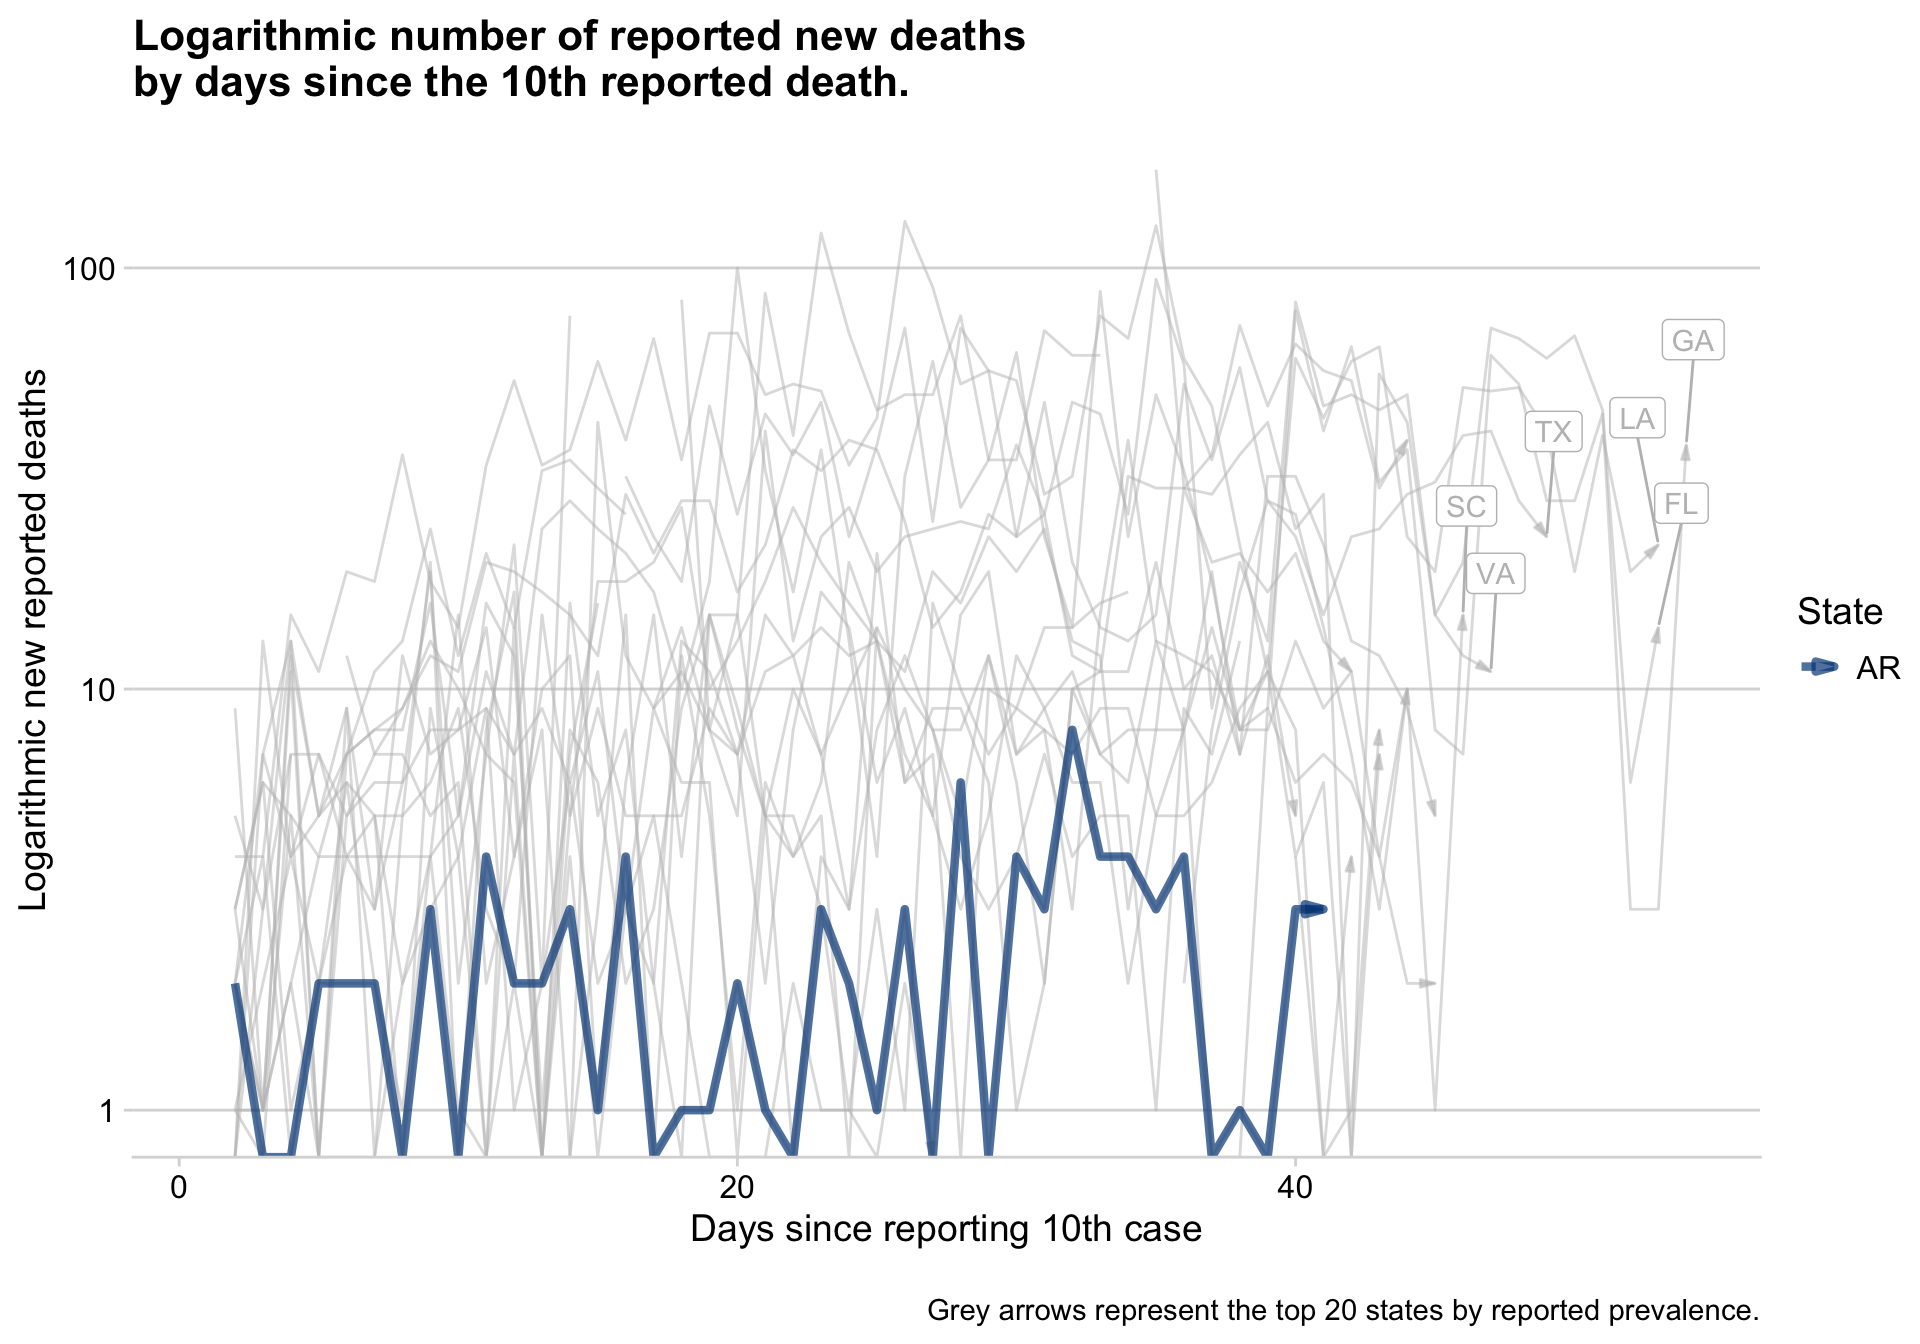 Logarithmic number of reported new deaths
by days since the 10th reported death.
Logarithmic new reported deaths
100
10
1
GA
LA
TX
FL
SC
VA
State
AR
0
20
40
Days since reporting 10th case
Grey arrows represent the top 20 states by reported prevalence.